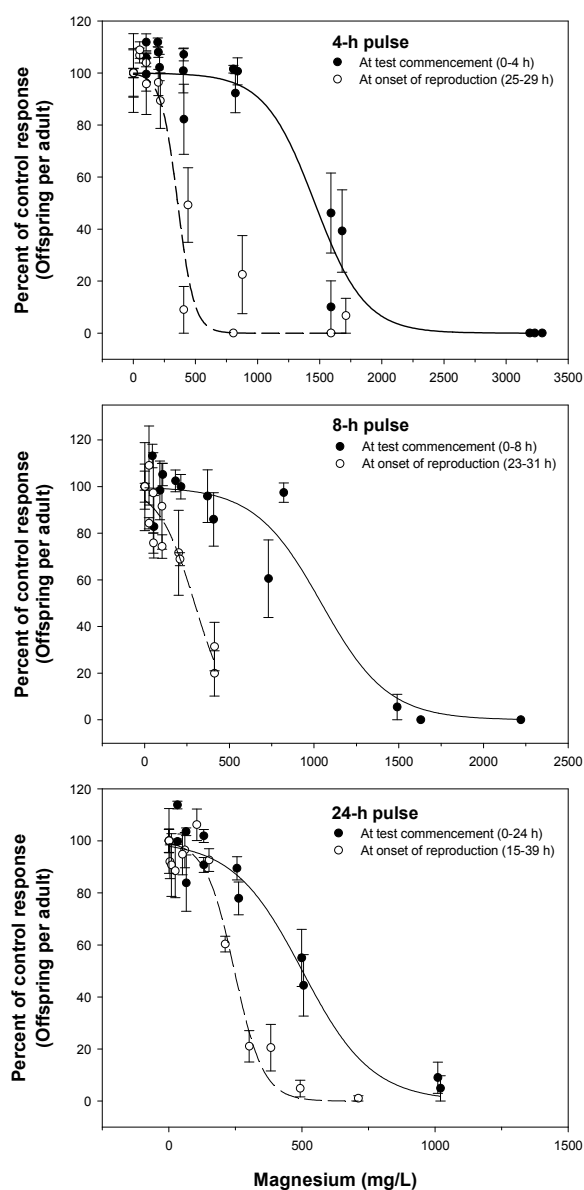 4-h pulse
At test commencement (0-4 h)
At onset of reproduction (25-29 h)
Percent of control response
(Offspring per adult)
120
100
80
60
40
20
0
0 500 1000 1500 2000 2500 3000 3500
8-h pulse
At test commencement (0-8 h)
At onset of reproduction (23-31 h)
Percent of control response
(Offspring per adult)
120
100
80
60
40
20
0
0 500 1000 1500 2000 2500
24-h pulse
At test commencement (0-24 h)
At onset of reproduction (15-39 h)
Percent of control response
(Offspring per adult)
120
100
80
60
40
20
0
0 250 500 750 1000 1250 1500
Magnesium (mg/L)